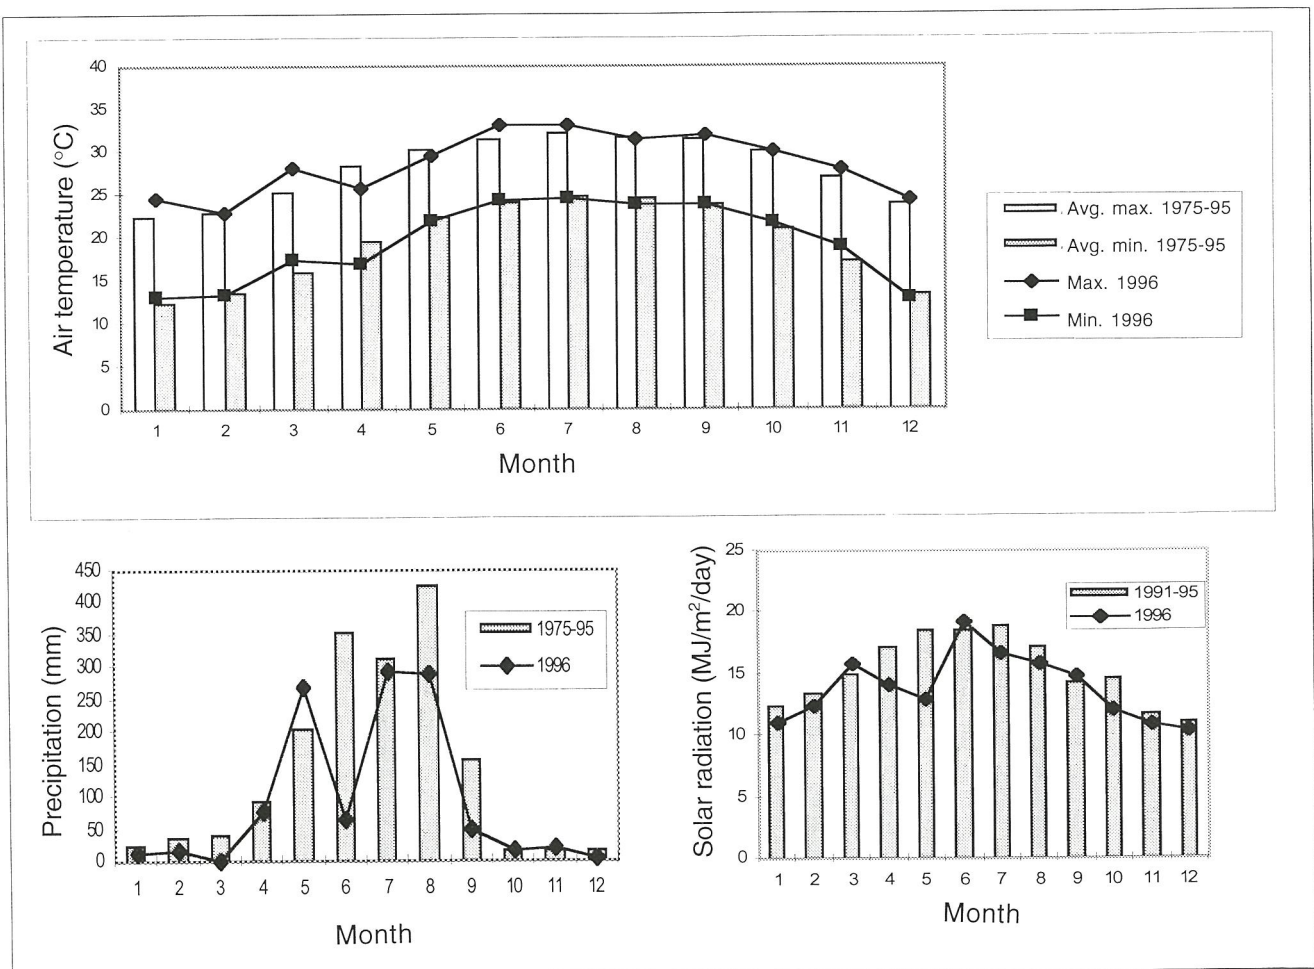 40
35
30
25
20
15
10
5
0
Air temperature (°C)
1 2 3 4 5 6 7 8 9 10 11 12
Month
Avg. max. 1975-95
Avg. min. 1975-95
Max. 1996
Min. 1996
450
400
350
300
250
200
150
100
50
0
Precipitation (mm)
1975-95
1996
1 2 3 4 5 6 7 8 9 10 11 12
Month
25
20
15
10
5
0
Solar radiation (MJ/m²/day)
1991-95
1996
1 2 3 4 5 6 7 8 9 10 11 12
Month